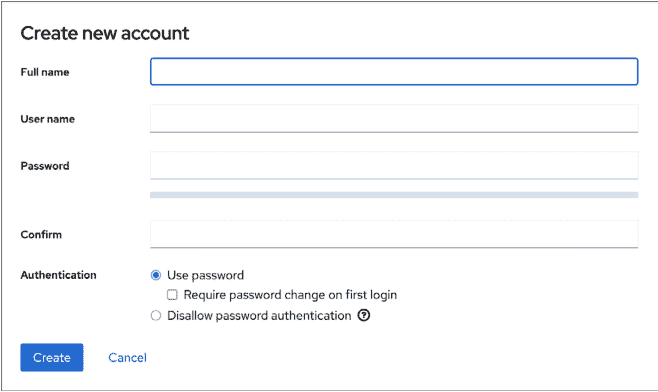 Create new account
Full name
User name
Password
Confirm
Authentication
Use password
Require password change on first login
Disallow password authentication ?
Create
Cancel